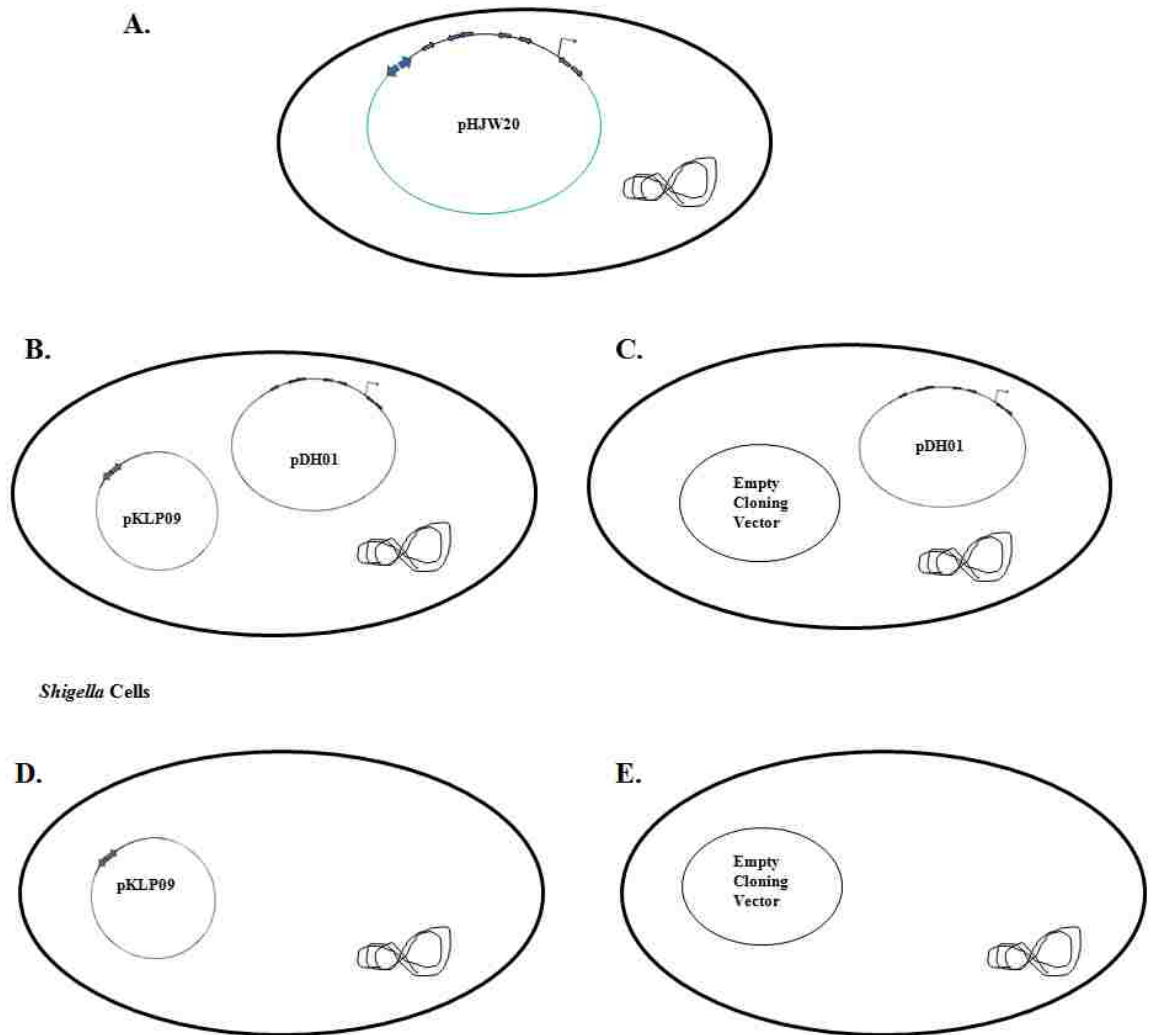 A.
pHJW20
B.
pDH01
pKLP09
C.
pDH01
Empty
Cloning
Vector
Shigella Cells
D.
pKLP09
E.
Empty
Cloning
Vector